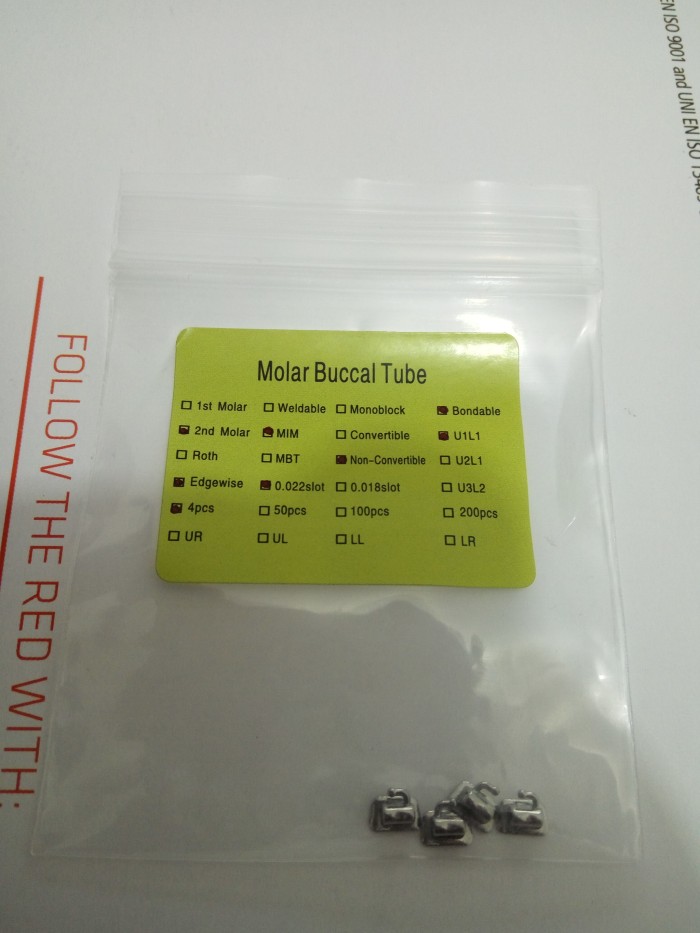 EN ISO 9001 and UNI EN ISO
FOLLOW THE RED WITH:
Molar Buccal Tube
1st Molar Weldable Monoblock Bondable
2nd Molar MIM Convertible U1L1
Roth MBT Non-Convertible U2L1
Edgewise 0.022slot 0.018slot U3L2
4pcs 50pcs 100pcs 200pcs
UR UL LL LR